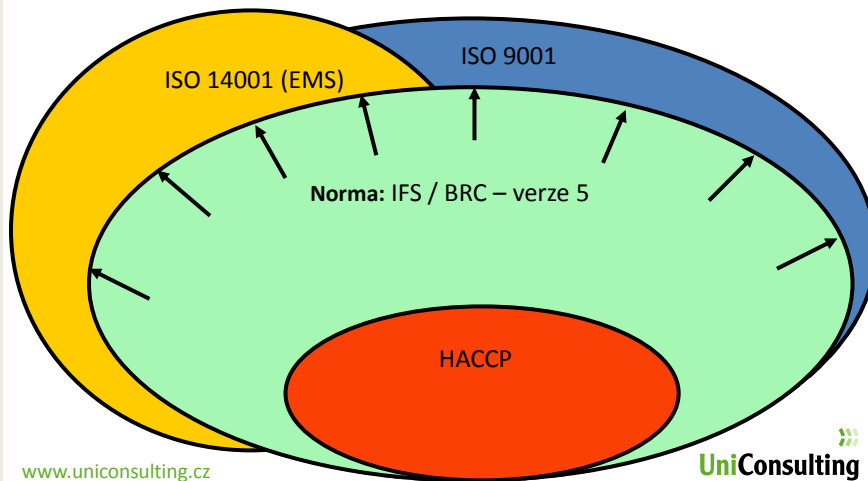 ISO 9001
ISO 14001 (EMS)
Norma: IFS / BRC – verze 5
HACCP
www.uniconsulting.cz
UniConsulting